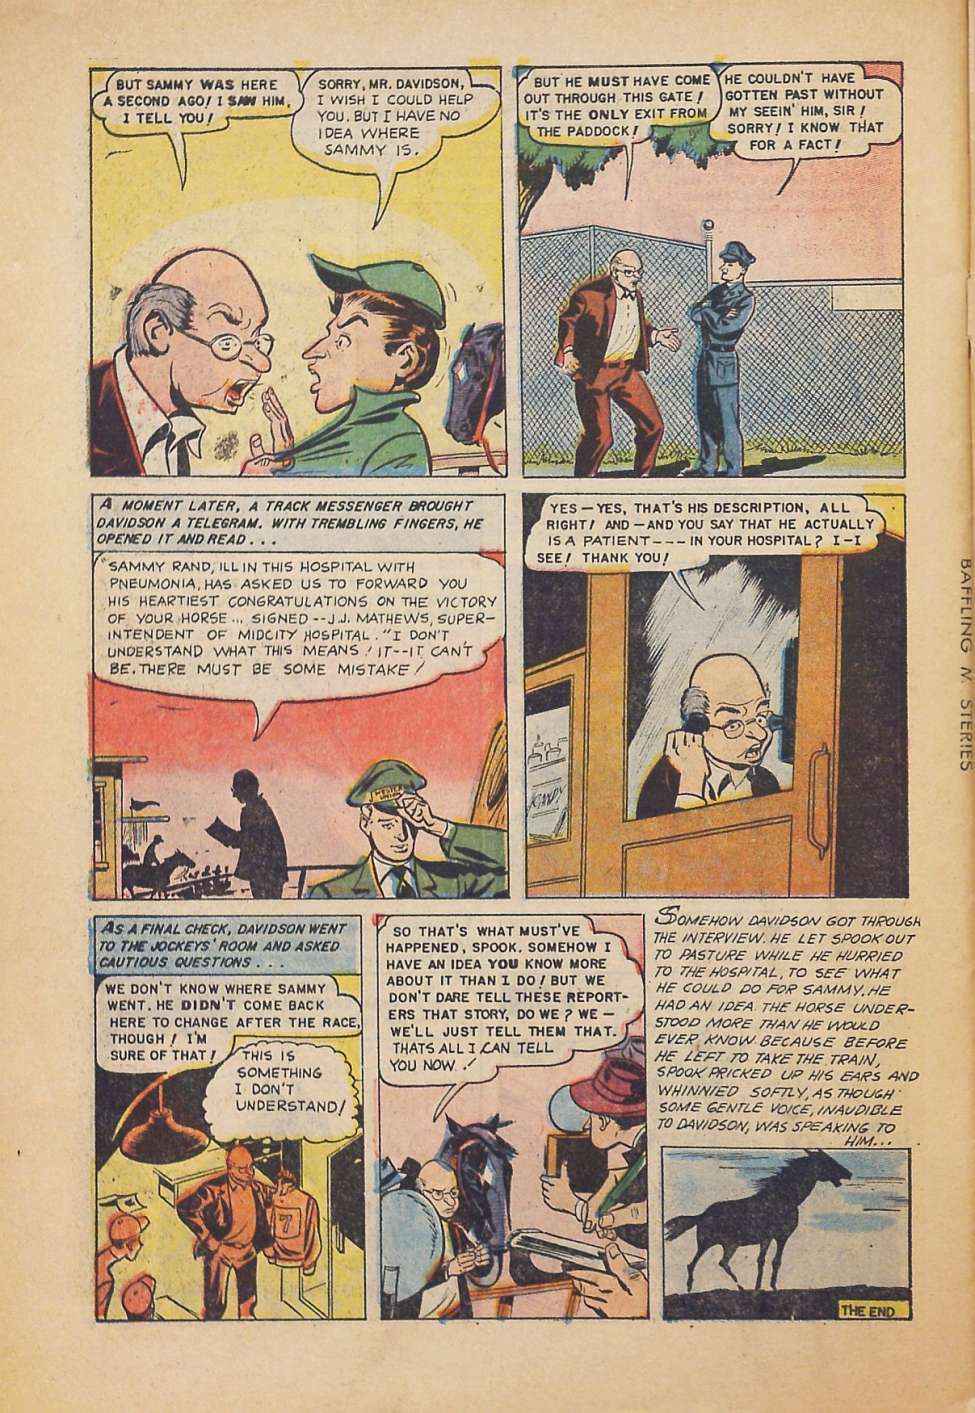 BUT SAMMY WAS HERE
A SECOND AGO! I SAW HIM,
I TELL YOU!
SORRY, MR. DAVIDSON,
I WISH I COULD HELP
YOU. BUT I HAVE NO
IDEA WHERE
SAMMY IS.
BUT HE MUST HAVE COME
OUT THROUGH THIS GATE!
IT'S THE ONLY EXIT FROM
THE PADDOCK!
HE COULDN'T HAVE
GOTTEN PAST WITHOUT
MY SEEIN' HIM, SIR!
SORRY! I KNOW THAT
FOR A FACT!
A MOMENT LATER, A TRACK MESSENGER BROUGHT
DAVIDSON A TELEGRAM. WITH TREMBLING FINGERS, HE
OPENED IT AND READ . . .
"SAMMY RAND, ILL IN THIS HOSPITAL WITH
PNEUMONIA, HAS ASKED US TO FORWARD YOU
HIS HEARTIEST CONGRATULATIONS ON THE VICTORY
OF YOUR HORSE... SIGNED -- J.J. MATHEWS, SUPER-
INTENDENT OF MIDCITY HOSPITAL." I DON'T
UNDERSTAND WHAT THIS MEANS! IT--IT CAN'T
BE. THERE MUST BE SOME MISTAKE!
YES — YES, THAT'S HIS DESCRIPTION, ALL
RIGHT! AND — AND YOU SAY THAT HE ACTUALLY
IS A PATIENT --- IN YOUR HOSPITAL? I-I
SEE! THANK YOU!
CANDY
AS A FINAL CHECK, DAVIDSON WENT
TO THE JOCKEYS' ROOM AND ASKED
CAUTIOUS QUESTIONS . . .
WE DON'T KNOW WHERE SAMMY
WENT. HE DIDN'T COME BACK
HERE TO CHANGE AFTER THE RACE,
THOUGH! I'M
SURE OF THAT!
THIS IS
SOMETHING
I DON'T
UNDERSTAND!
7
SO THAT'S WHAT MUST'VE
HAPPENED, SPOOK. SOMEHOW I
HAVE AN IDEA YOU KNOW MORE
ABOUT IT THAN I DO! BUT WE
DON'T DARE TELL THESE REPORT-
ERS THAT STORY, DO WE? WE —
WE'LL JUST TELL THEM THAT.
THATS ALL I CAN TELL
YOU NOW!
SOMEHOW DAVIDSON GOT THROUGH
THE INTERVIEW. HE LET SPOOK OUT
TO PASTURE WHILE HE HURRIED
TO THE HOSPITAL, TO SEE WHAT
HE COULD DO FOR SAMMY. HE
HAD AN IDEA THE HORSE UNDER-
STOOD MORE THAN HE WOULD
EVER KNOW BECAUSE BEFORE
HE LEFT TO TAKE THE TRAIN,
SPOOK PRICKED UP HIS EARS AND
WHINNIED SOFTLY, AS THOUGH
SOME GENTLE VOICE, INAUDIBLE
TO DAVIDSON, WAS SPEAKING TO
HIM...
THE END
BAFFLING M STERIES